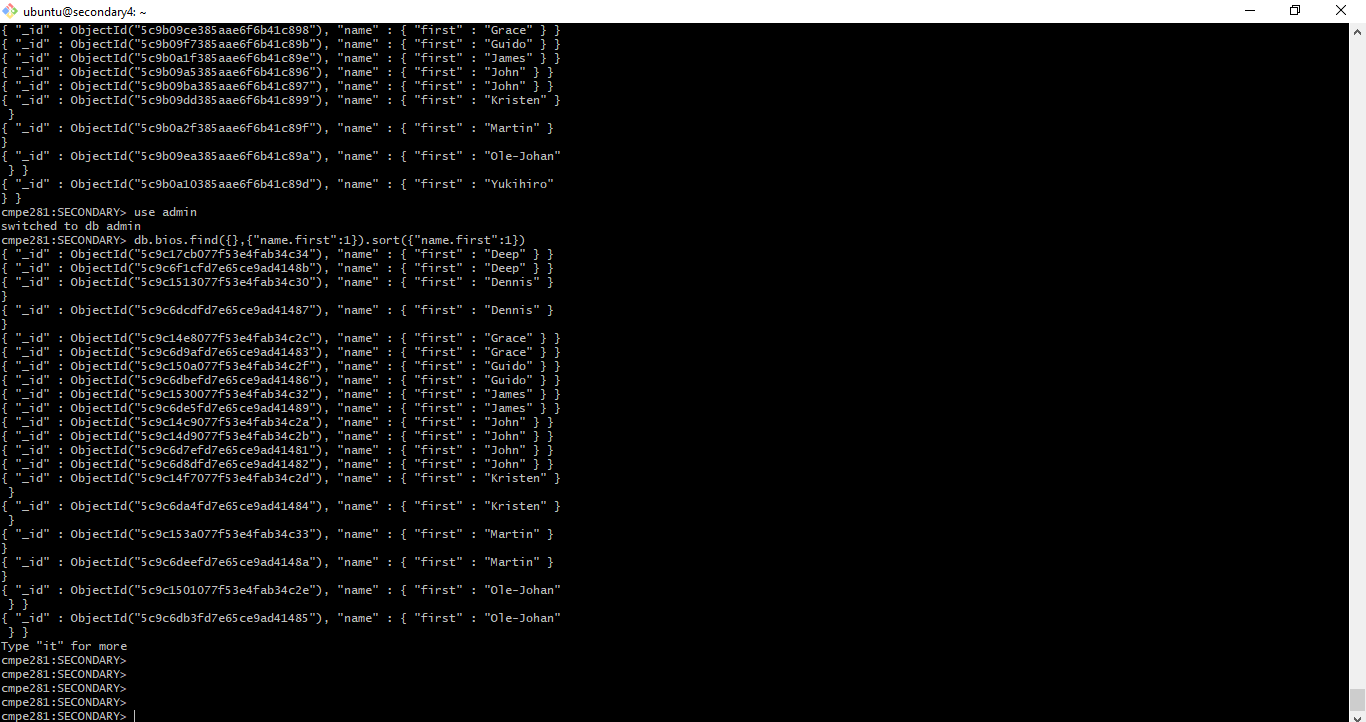 ubuntu@secondary4: ~
{ "_id" : ObjectId("5c9b09ce385aae6f6b41c898"), "name" : { "first" : "Grace" } }
{ "_id" : ObjectId("5c9b09f7385aae6f6b41c89b"), "name" : { "first" : "Guido" } }
{ "_id" : ObjectId("5c9b0a1f385aae6f6b41c89e"), "name" : { "first" : "James" } }
{ "_id" : ObjectId("5c9b09a5385aae6f6b41c896"), "name" : { "first" : "John" } }
{ "_id" : ObjectId("5c9b09ba385aae6f6b41c897"), "name" : { "first" : "John" } }
{ "_id" : ObjectId("5c9b09dd385aae6f6b41c899"), "name" : { "first" : "Kristen" }
 }
{ "_id" : ObjectId("5c9b0a2f385aae6f6b41c89f"), "name" : { "first" : "Martin" }
}
{ "_id" : ObjectId("5c9b09ea385aae6f6b41c89a"), "name" : { "first" : "Ole-Johan"
 } }
{ "_id" : ObjectId("5c9b0a10385aae6f6b41c89d"), "name" : { "first" : "Yukihiro"
} }
cmpe281:SECONDARY> use admin
switched to db admin
cmpe281:SECONDARY> db.bios.find({},{"name.first":1}).sort({"name.first":1})
{ "_id" : ObjectId("5c9c17cb077f53e4fab34c34"), "name" : { "first" : "Deep" } }
{ "_id" : ObjectId("5c9c6f1cfd7e65ce9ad4148b"), "name" : { "first" : "Deep" } }
{ "_id" : ObjectId("5c9c1513077f53e4fab34c30"), "name" : { "first" : "Dennis" }
}
{ "_id" : ObjectId("5c9c6dcdfd7e65ce9ad41487"), "name" : { "first" : "Dennis" }
}
{ "_id" : ObjectId("5c9c14e8077f53e4fab34c2c"), "name" : { "first" : "Grace" } }
{ "_id" : ObjectId("5c9c6d9afd7e65ce9ad41483"), "name" : { "first" : "Grace" } }
{ "_id" : ObjectId("5c9c150a077f53e4fab34c2f"), "name" : { "first" : "Guido" } }
{ "_id" : ObjectId("5c9c6dbefd7e65ce9ad41486"), "name" : { "first" : "Guido" } }
{ "_id" : ObjectId("5c9c1530077f53e4fab34c32"), "name" : { "first" : "James" } }
{ "_id" : ObjectId("5c9c6de5fd7e65ce9ad41489"), "name" : { "first" : "James" } }
{ "_id" : ObjectId("5c9c14c9077f53e4fab34c2a"), "name" : { "first" : "John" } }
{ "_id" : ObjectId("5c9c14d9077f53e4fab34c2b"), "name" : { "first" : "John" } }
{ "_id" : ObjectId("5c9c6d7efd7e65ce9ad41481"), "name" : { "first" : "John" } }
{ "_id" : ObjectId("5c9c6d8dfd7e65ce9ad41482"), "name" : { "first" : "John" } }
{ "_id" : ObjectId("5c9c14f7077f53e4fab34c2d"), "name" : { "first" : "Kristen" }
 }
{ "_id" : ObjectId("5c9c6da4fd7e65ce9ad41484"), "name" : { "first" : "Kristen" }
 }
{ "_id" : ObjectId("5c9c153a077f53e4fab34c33"), "name" : { "first" : "Martin" }
}
{ "_id" : ObjectId("5c9c6deefd7e65ce9ad4148a"), "name" : { "first" : "Martin" }
}
{ "_id" : ObjectId("5c9c1501077f53e4fab34c2e"), "name" : { "first" : "Ole-Johan"
 } }
{ "_id" : ObjectId("5c9c6db3fd7e65ce9ad41485"), "name" : { "first" : "Ole-Johan"
 } }
Type "it" for more
cmpe281:SECONDARY>
cmpe281:SECONDARY>
cmpe281:SECONDARY>
cmpe281:SECONDARY>
cmpe281:SECONDARY>